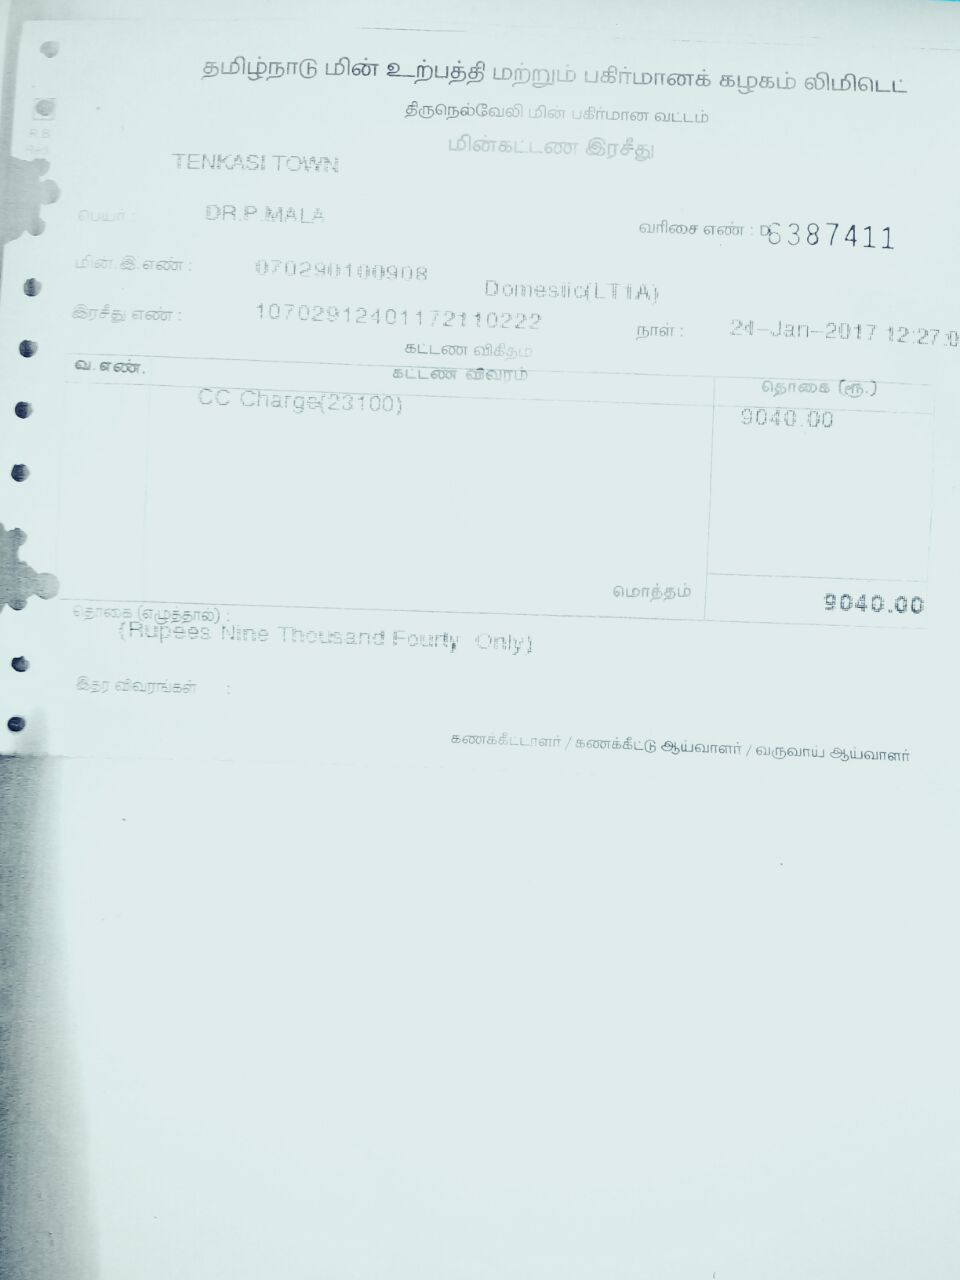 தமிழ்நாடு மின் உற்பத்தி மற்றும் பகிர்மானக் கழகம் லிமிடெட்
திருநெல்வேலி மின் பகிர்மான வட்டம்
மின்கட்டண இரசீது
TENKASI TOWN
பெயர் : DR.P.MALA
வரிசை எண் : D6387411
மின்.இ.எண் : 070290100908
Domestic(LT1A)
இரசீது எண் : 10702912401172110222
நாள் : 24-Jan-2017 12:27:0
கட்டண விகிதம்
வ.எண். கட்டண விவரம் தொகை (ரூ.)
CC Charge(23100) 9040.00
மொத்தம் 9040.00
தொகை (எழுத்தால்) :
(Rupees Nine Thousand Fourty Only)
இதர விவரங்கள் :
கணக்கீட்டாளர் / கணக்கீட்டு ஆய்வாளர் / வருவாய் ஆய்வாளர்